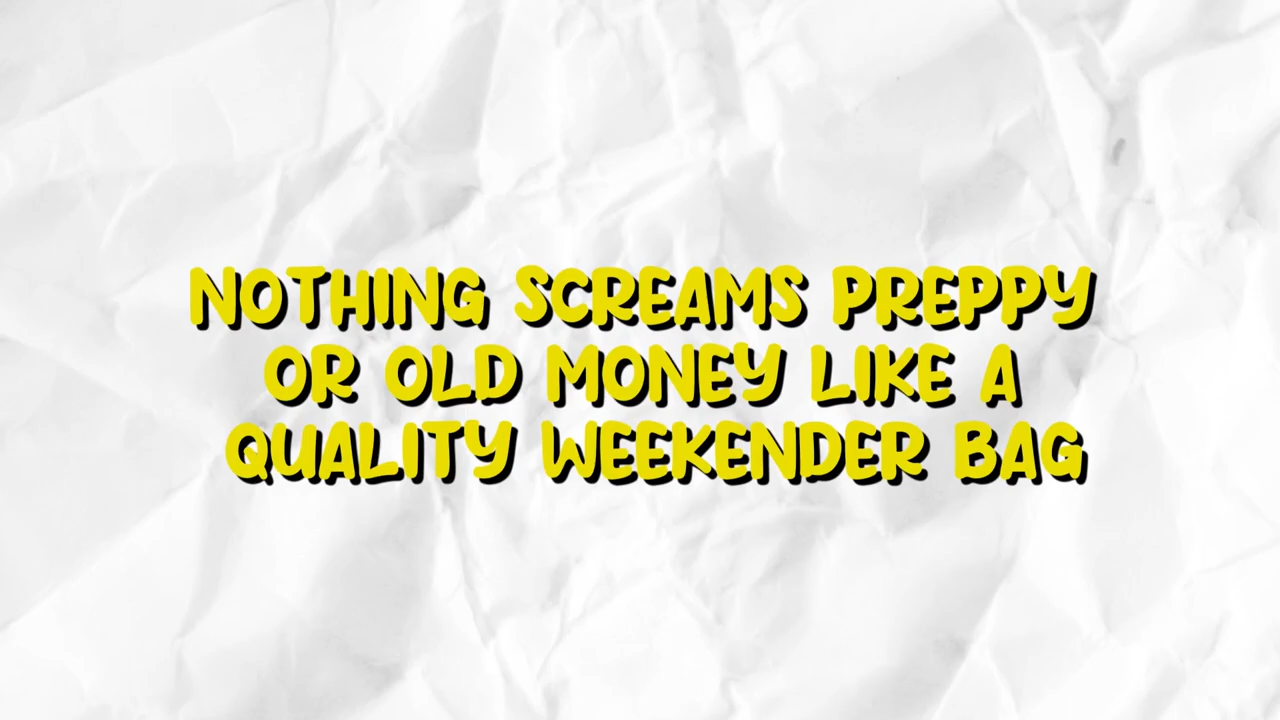 NOTHING SCREAMS PREPPY
OR OLD MONEY LIKE A
QUALITY WEEKENDER BAG